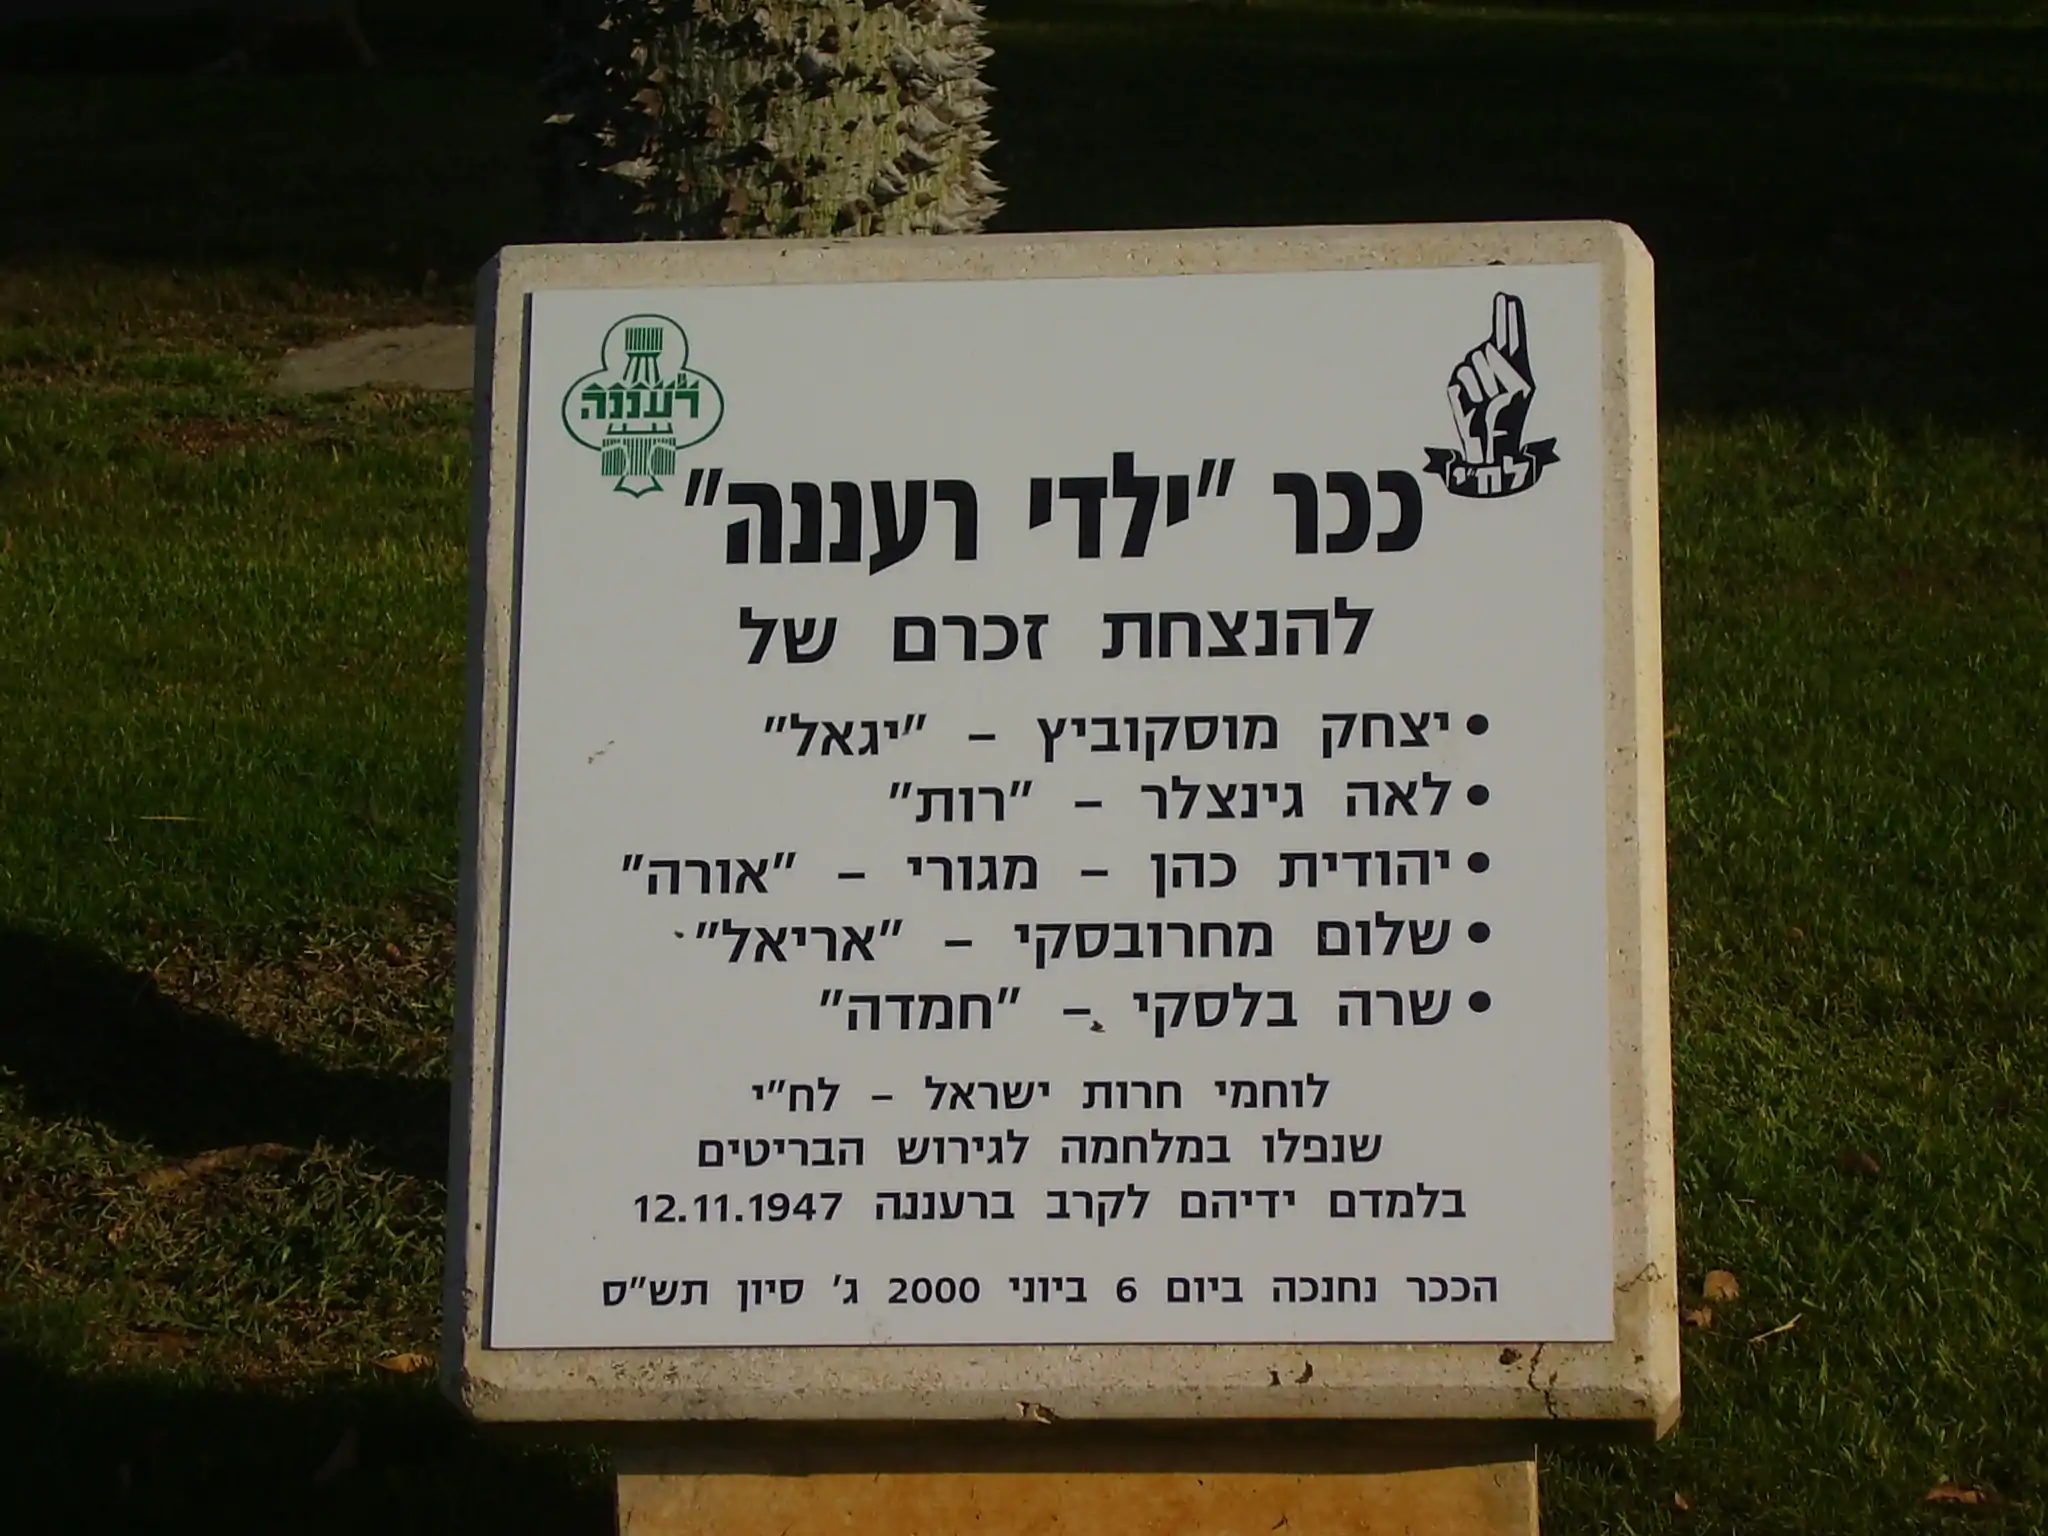 רעננה
לח"י
ככר "ילדי רעננה"
להנצחת זכרם של
• יצחק מוסקוביץ – "יגאל"
• לאה גינצלר – "רות"
• יהודית כהן – מגורי – "אורה"
• שלום מחרובסקי – "אריאל"
• שרה בלסקי – "חמדה"
לוחמי חרות ישראל – לח"י
שנפלו במלחמה לגירוש הבריטים
בלמדם ידיהם לקרב ברעננה 12.11.1947
הככר נחנכה ביום 6 ביוני 2000 ג' סיון תש"ס